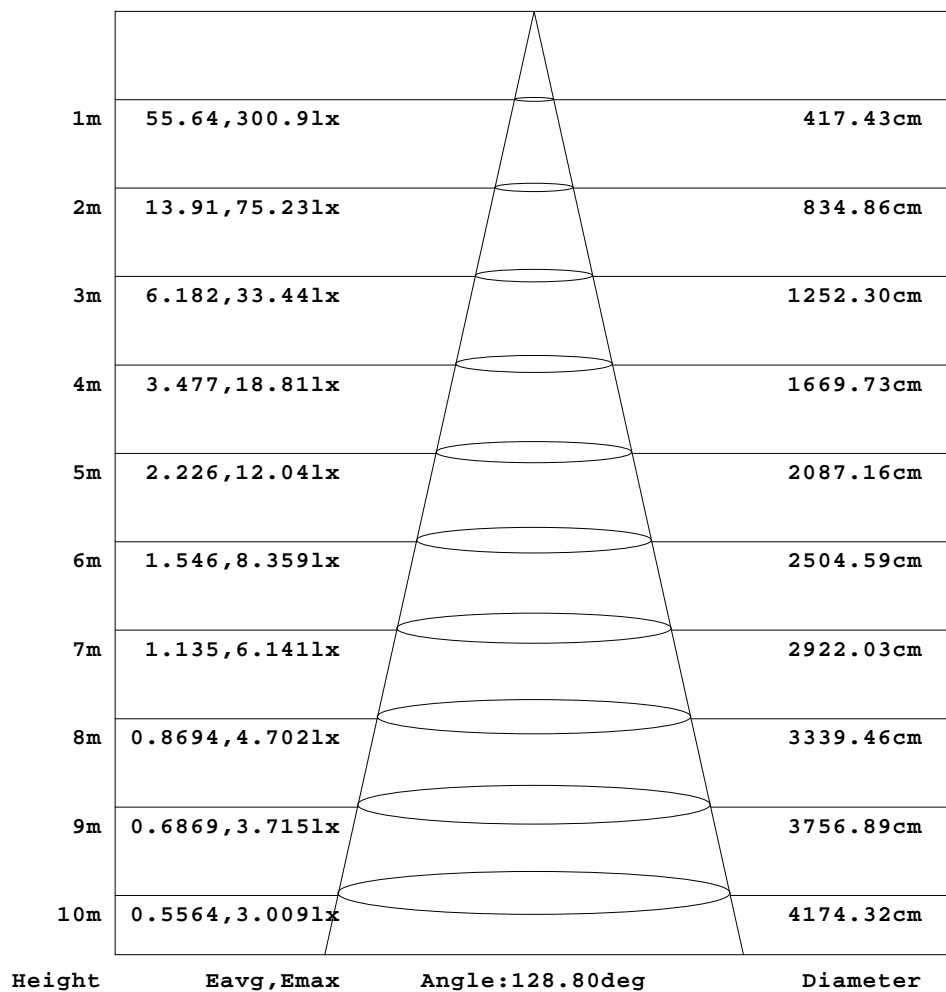 1m 55.64,300.9lx 417.43cm
2m 13.91,75.23lx 834.86cm
3m 6.182,33.44lx 1252.30cm
4m 3.477,18.81lx 1669.73cm
5m 2.226,12.04lx 2087.16cm
6m 1.546,8.359lx 2504.59cm
7m 1.135,6.141lx 2922.03cm
8m 0.8694,4.702lx 3339.46cm
9m 0.6869,3.715lx 3756.89cm
10m 0.5564,3.009lx 4174.32cm
Height Eavg,Emax Angle:128.80deg Diameter